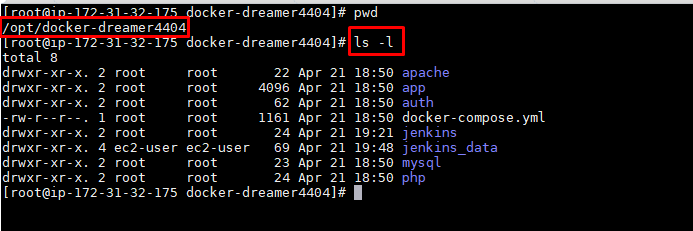 [root@ip-172-31-32-175 docker-dreamer4404]# pwd
/opt/docker-dreamer4404
[root@ip-172-31-32-175 docker-dreamer4404]# ls -l
total 8
drwxr-xr-x. 2 root     root       22 Apr 21 18:50 apache
drwxr-xr-x. 2 root     root     4096 Apr 21 18:50 app
drwxr-xr-x. 2 root     root       62 Apr 21 18:50 auth
-rw-r--r--. 1 root     root     1161 Apr 21 18:50 docker-compose.yml
drwxr-xr-x. 2 root     root       24 Apr 21 19:21 jenkins
drwxr-xr-x. 4 ec2-user ec2-user   69 Apr 21 19:48 jenkins_data
drwxr-xr-x. 2 root     root       23 Apr 21 18:50 mysql
drwxr-xr-x. 2 root     root       24 Apr 21 18:50 php
[root@ip-172-31-32-175 docker-dreamer4404]#